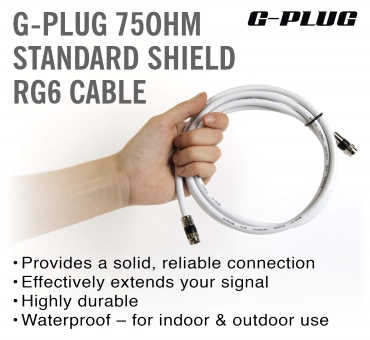 G-PLUG 75OHM
STANDARD SHIELD
RG6 CABLE
G-PLUG
• Provides a solid, reliable connection
• Effectively extends your signal
• Highly durable
• Waterproof – for indoor & outdoor use